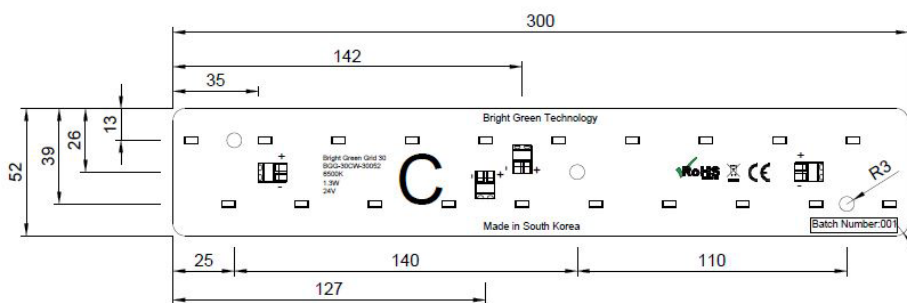 300
142
35
52
39
26
13
Bright Green Technology
Bright Green Grid 30
BGG-30CW-30052
6500K
1.3W
24V
C
+
-
-
+
-
+
RoHS
CE
+
-
R3
Made in South Korea
Batch Number:001
25
140
110
127